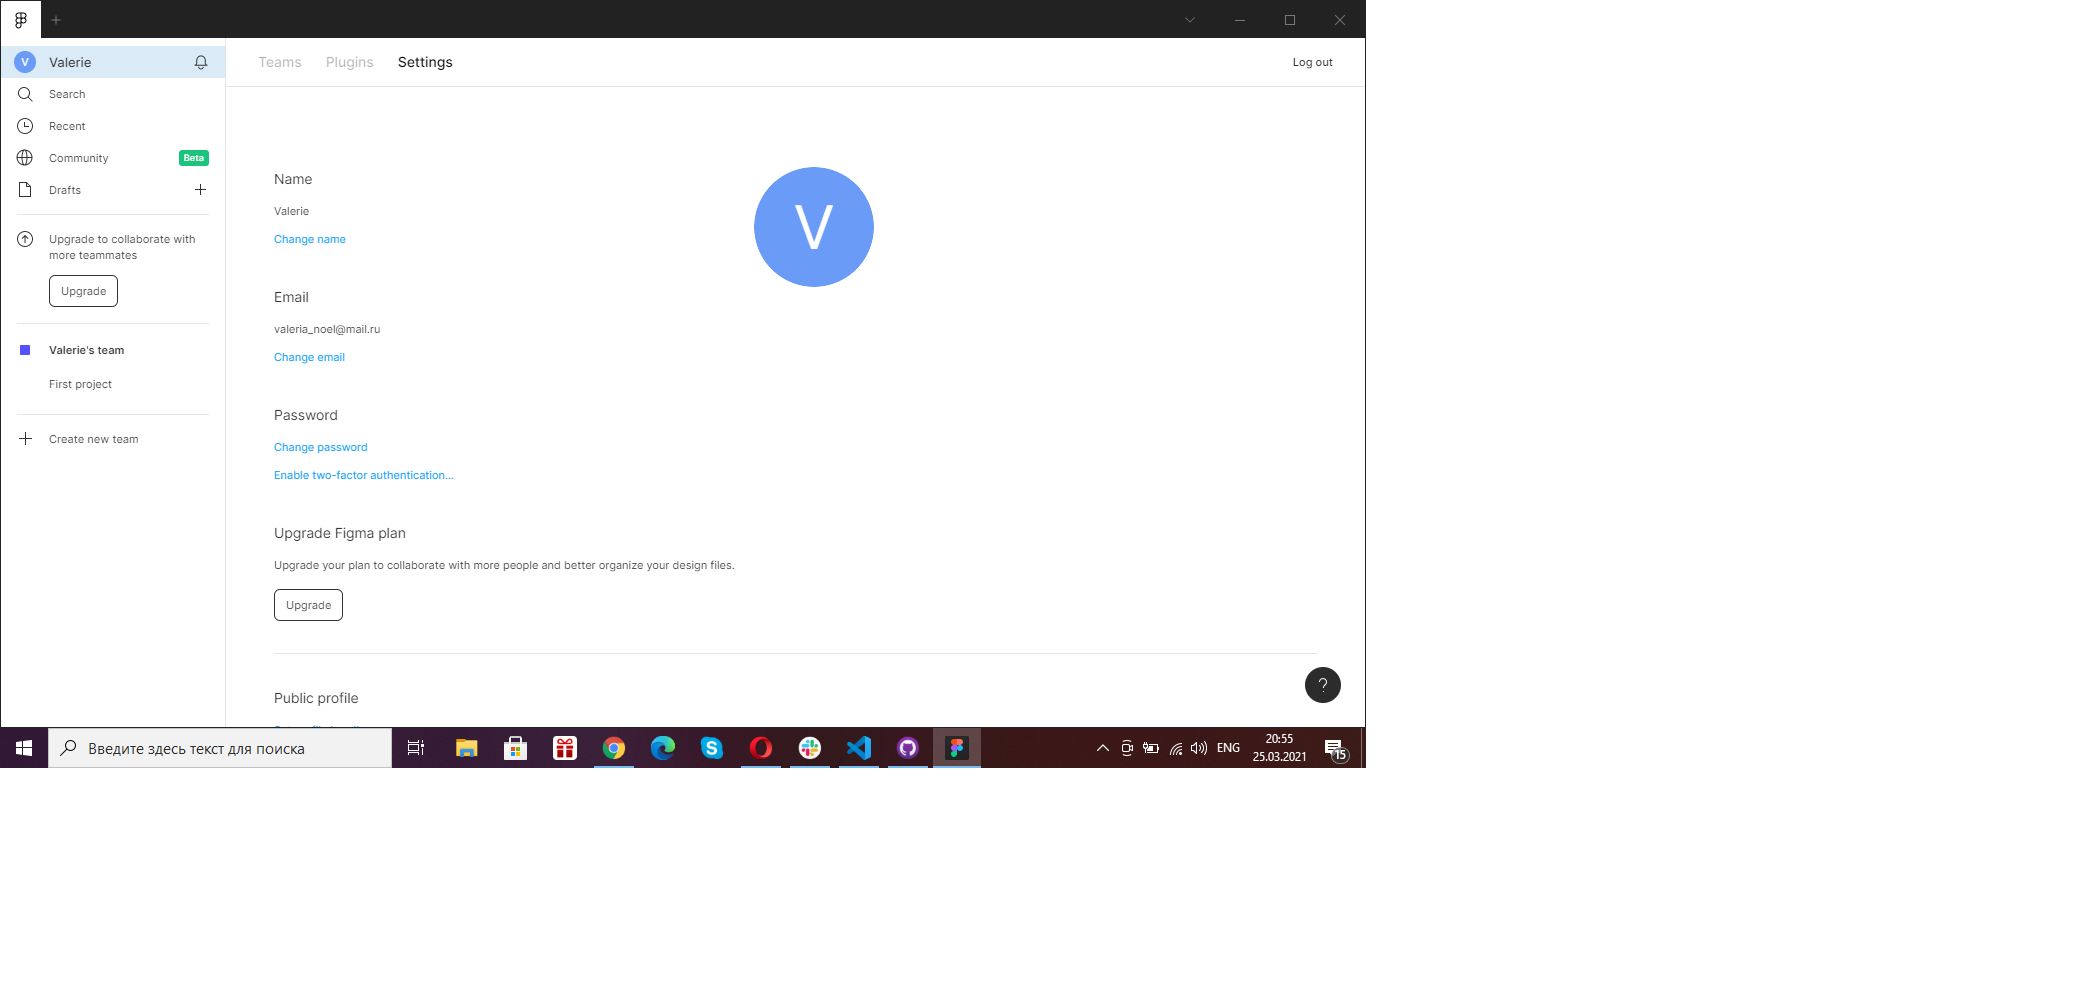 V
Valerie
Search
Recent
Community
Beta
Drafts
Upgrade to collaborate with
more teammates
Upgrade
Valerie's team
First project
Create new team
Teams
Plugins
Settings
Log out
Name
Valerie
Change name
V
Email
valeria_noel@mail.ru
Change email
Password
Change password
Enable two-factor authentication...
Upgrade Figma plan
Upgrade your plan to collaborate with more people and better organize your design files.
Upgrade
?
Public profile
Введите здесь текст для поиска
S
ENG
20:55
25.03.2021
15